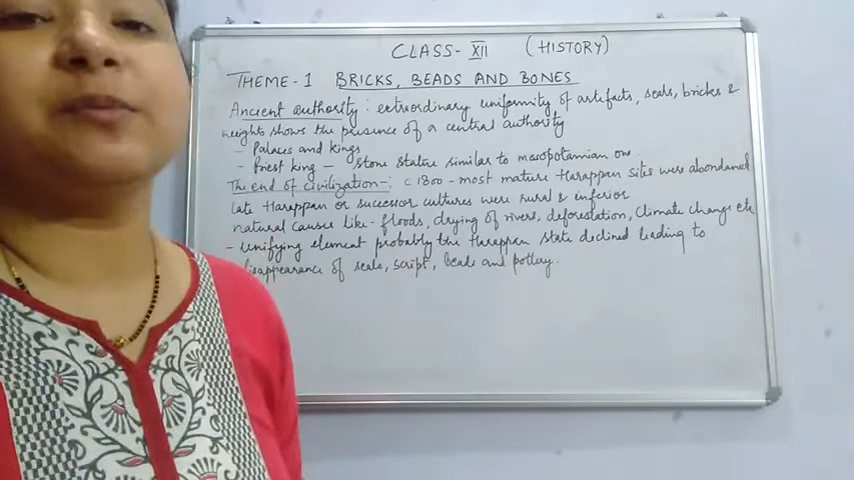 CLASS- XII (HISTORY)
THEME-1 BRICKS, BEADS AND BONES
Ancient authority : extraordinary uniformity of artefacts, seals, bricks &
weights shows the presence of a central authority
- Palaces and kings
- Priest king - stone statue similar to mesopotamian one.
The end of civilization-: c 1800 - most mature Harappan sites were abondaned
late Harappan or successor cultures were rural & inferior
natural causes like - floods, drying of rivers, deforestation, climate change etc
- unifying element probably the Harappan state declined leading to
disappearance of seals, script, beads and pottery.